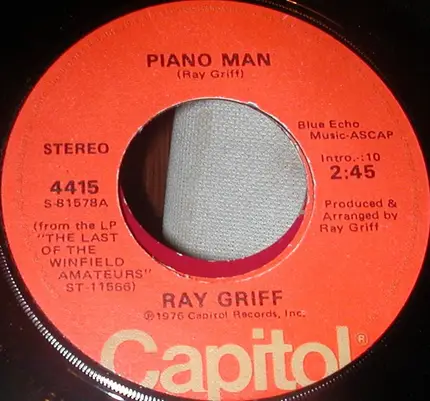 PIANO MAN
(Ray Griff)
Blue Echo
Music-ASCAP
STEREO
Intro.-:10
4415
2:45
S-81578A
(from the LP
"THE LAST
OF THE
WINFIELD
AMATEURS"
ST-11566)
Produced &
Arranged by
Ray Griff
RAY GRIFF
℗1976 Capitol Records, Inc.
Capitol®